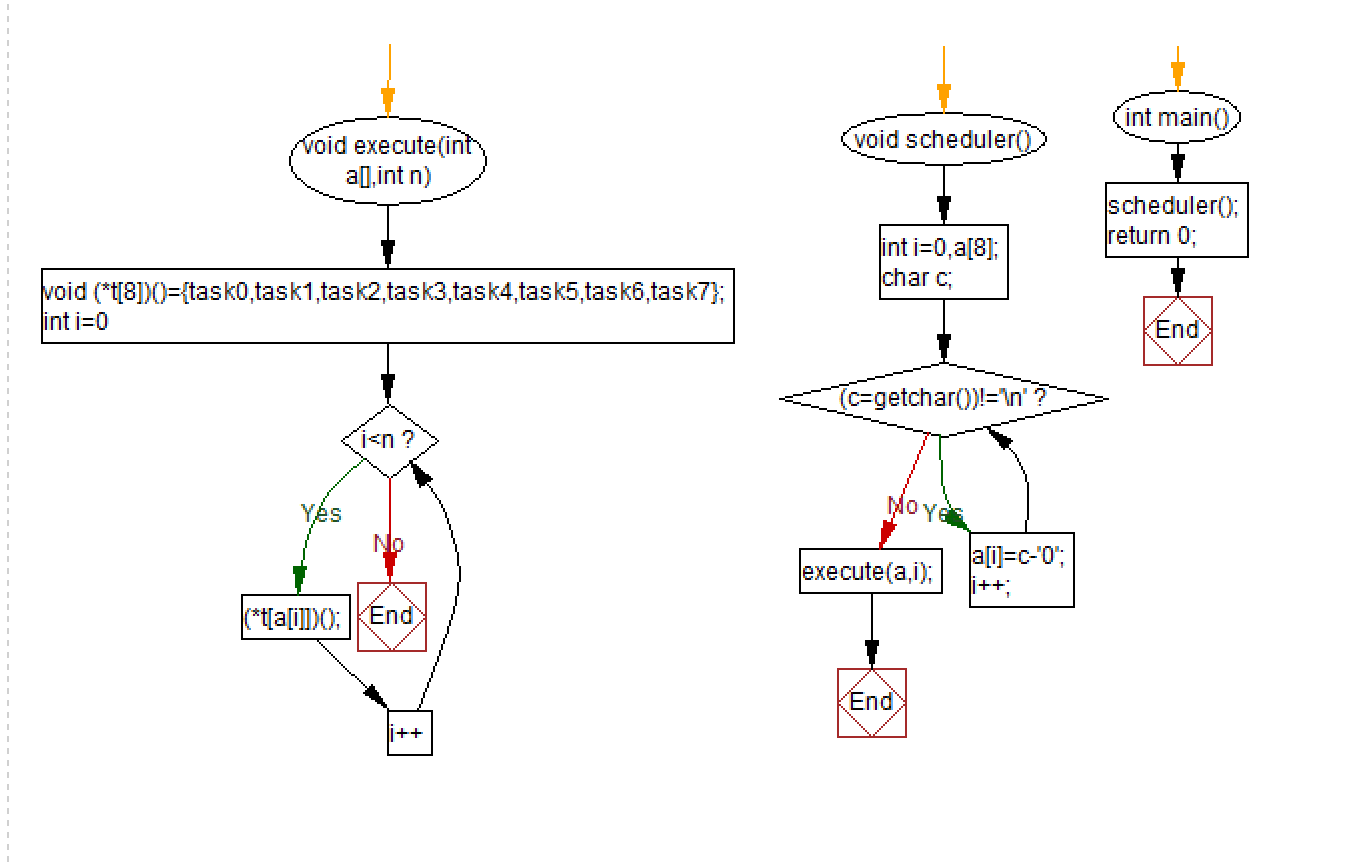 void execute(int
a[],int n)
void (*t[8])()={task0,task1,task2,task3,task4,task5,task6,task7};
int i=0
i<n ?
Yes
No
(*t[a[i]])();
End
i++
void scheduler()
int i=0,a[8];
char c;
(c=getchar())!='\n' ?
No
Yes
execute(a,i);
a[i]=c-'0';
i++;
End
int main()
scheduler();
return 0;
End